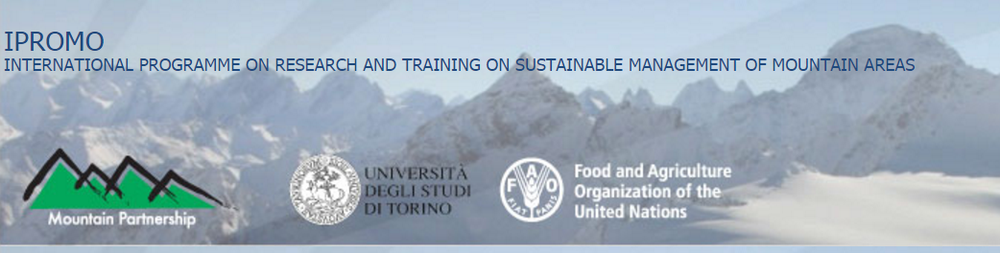 IPROMO
INTERNATIONAL PROGRAMME ON RESEARCH AND TRAINING ON SUSTAINABLE MANAGEMENT OF MOUNTAIN AREAS
Mountain Partnership
UNIVERSITÀ
DEGLI STUDI
DI TORINO
FAO
FIAT PANIS
Food and Agriculture
Organization of the
United Nations